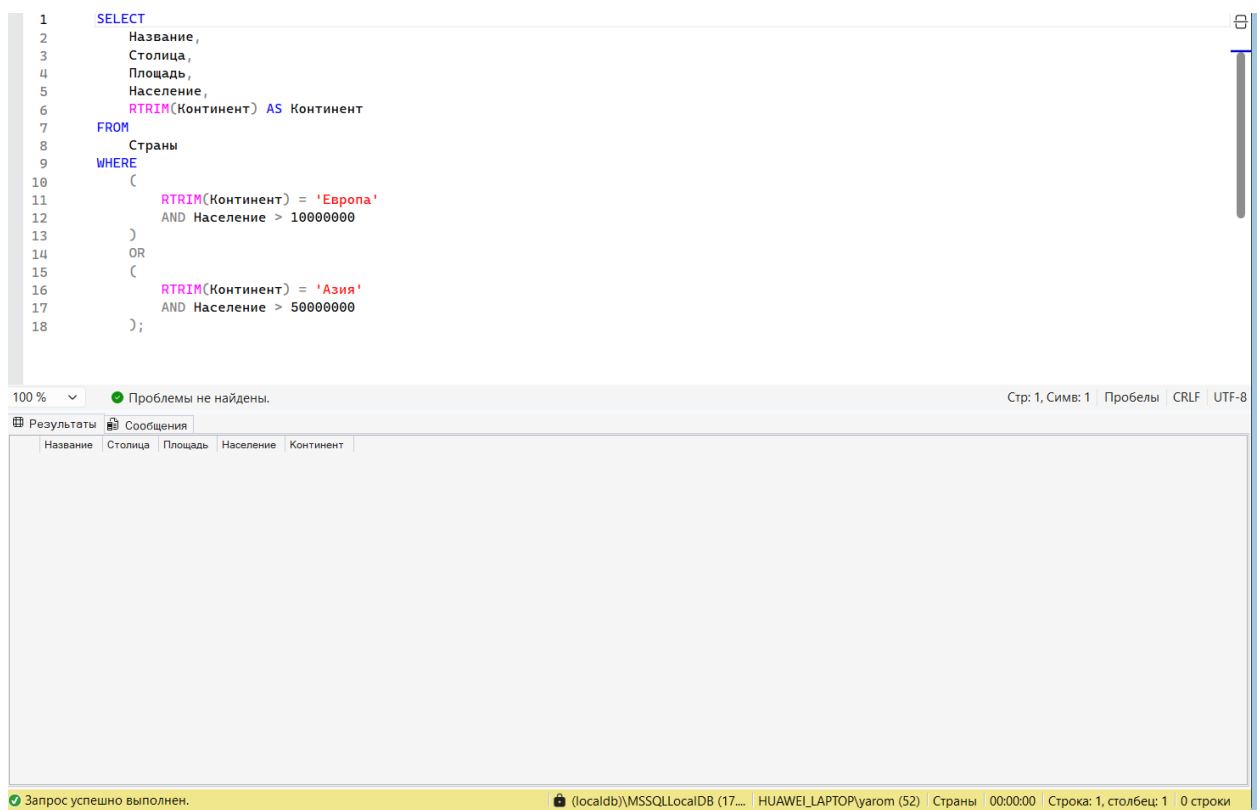 1 SELECT
2 Название,
3 Столица,
4 Площадь,
5 Население,
6 RTRIM(Континент) AS Континент
7 FROM
8 Страны
9 WHERE
10 (
11 RTRIM(Континент) = 'Европа'
12 AND Население > 10000000
13 )
14 OR
15 (
16 RTRIM(Континент) = 'Азия'
17 AND Население > 50000000
18 );
100 % Проблемы не найдены. Стр: 1, Симв: 1 Пробелы CRLF UTF-8
Результаты Сообщения
Название Столица Площадь Население Континент
Запрос успешно выполнен. (localdb)\MSSQLLocalDB (17.... HUAWEI_LAPTOP\yarom (52) Страны 00:00:00 Строка: 1, столбец: 1 0 строки